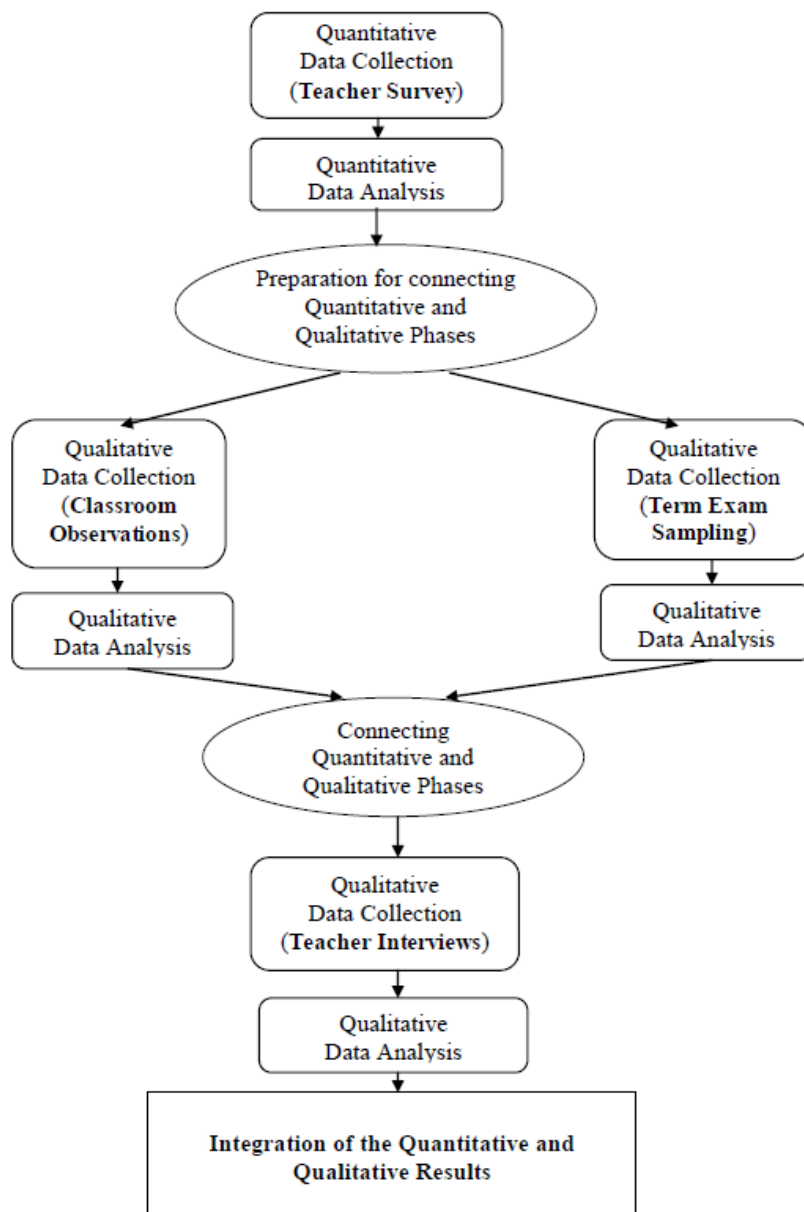 Quantitative
Data Collection
(Teacher Survey)
Quantitative
Data Analysis
Preparation for connecting
Quantitative and
Qualitative Phases
Qualitative
Data Collection
(Classroom
Observations)
Qualitative
Data Collection
(Term Exam
Sampling)
Qualitative
Data Analysis
Qualitative
Data Analysis
Connecting
Quantitative and
Qualitative Phases
Qualitative
Data Collection
(Teacher Interviews)
Qualitative
Data Analysis
Integration of the Quantitative and
Qualitative Results